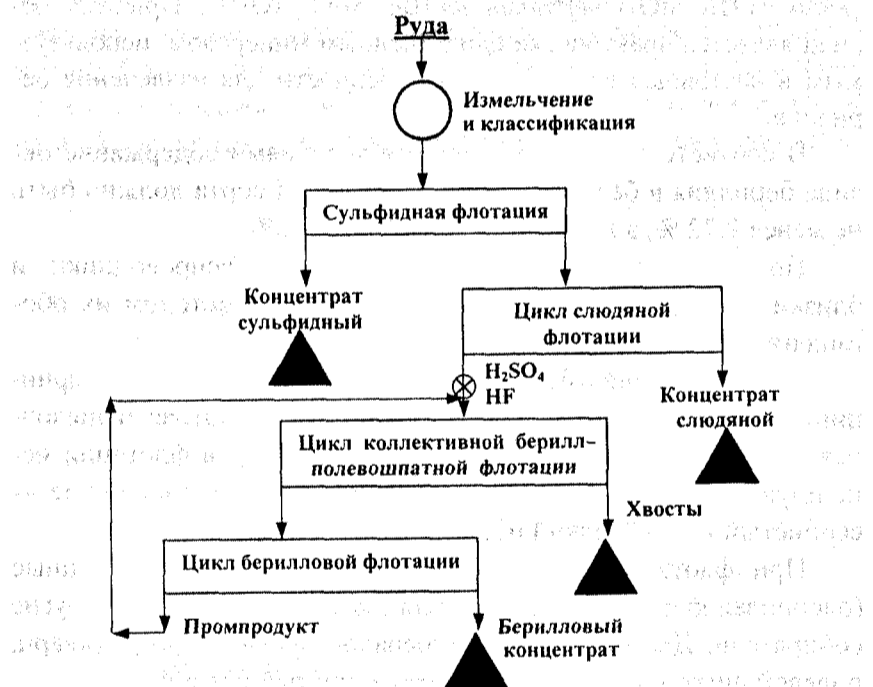 Руда
Измельчение
и классификация
Сульфидная флотация
Концентрат
сульфидный
Цикл слюдяной
флотации
H₂SO₄
HF
Концентрат
слюдяной
Цикл коллективной берилл–
полевошпатной флотации
Хвосты
Цикл берилловой флотации
Промпродукт
Берилловый
концентрат